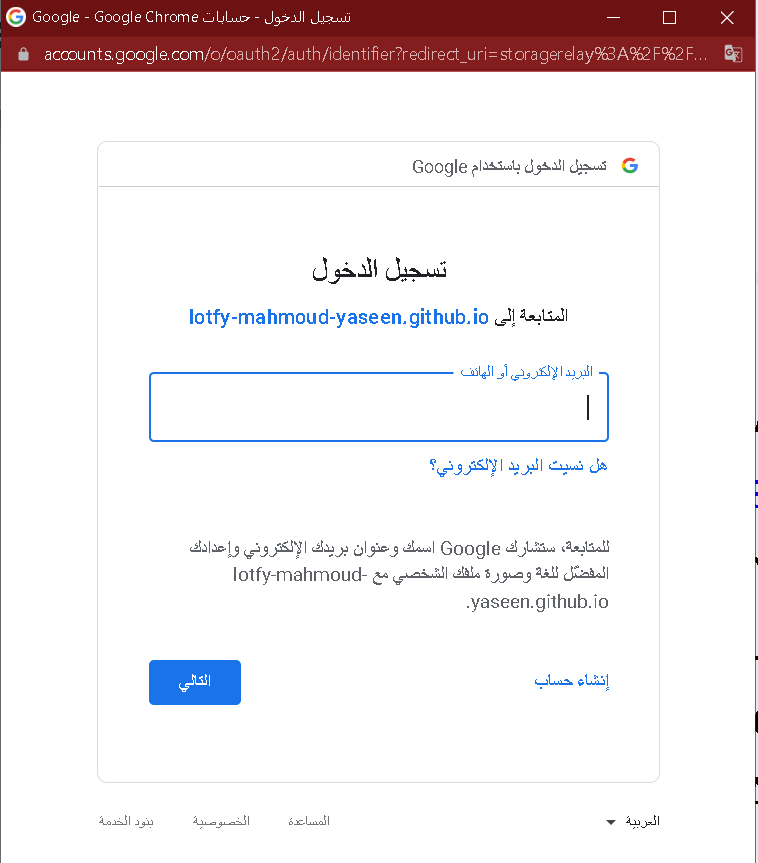 تسجيل الدخول - حسابات Google - Google Chrome
accounts.google.com/o/oauth2/auth/identifier?redirect_uri=storagerelay%3A%2F%2F...
تسجيل الدخول باستخدام Google
تسجيل الدخول
المتابعة إلى lotfy-mahmoud-yaseen.github.io
البريد الإلكتروني أو الهاتف
هل نسيت البريد الإلكتروني؟
للمتابعة، ستشارك Google اسمك وعنوان بريدك الإلكتروني وإعدادك
المفضّل للغة وصورة ملفك الشخصي مع lotfy-mahmoud-
yaseen.github.io.
إنشاء حساب
التالي
العربية
المساعدة
الخصوصية
بنود الخدمة